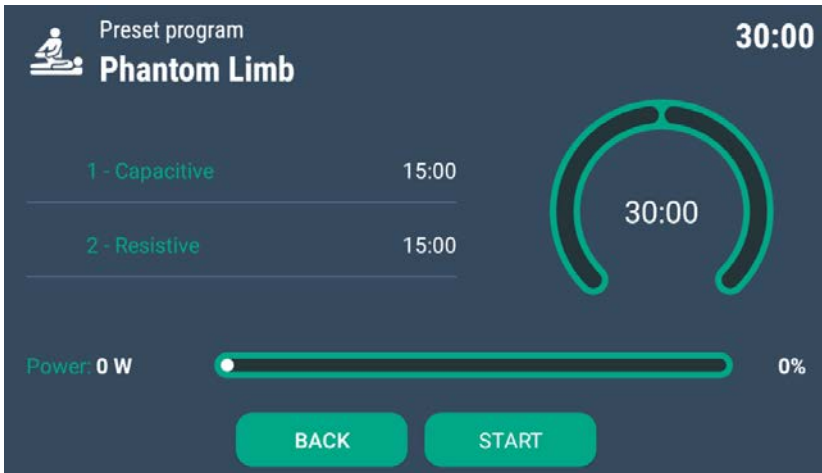 Preset program
30:00
Phantom Limb
1 - Capacitive 15:00
30:00
2 - Resistive 15:00
Power: 0 W 0%
BACK START